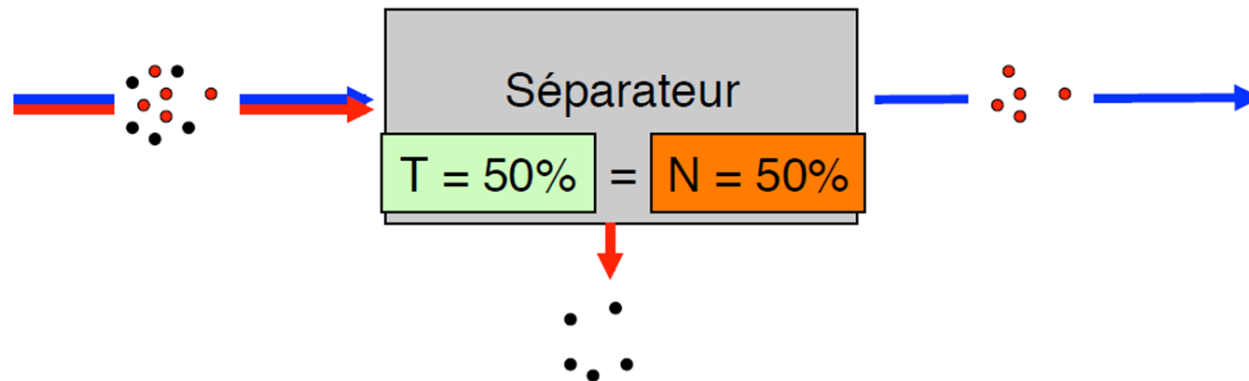 Séparateur
T = 50% = N = 50%